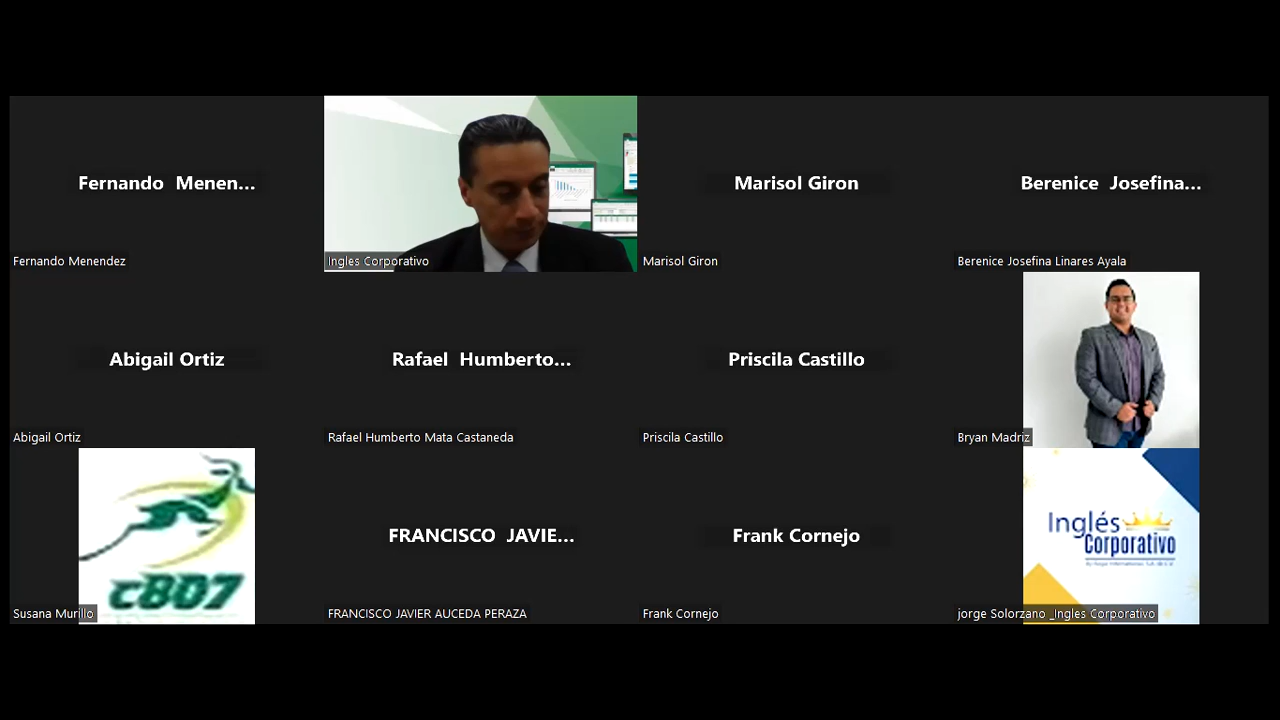 Fernando Menen...
Fernando Menendez
Ingles Corporativo
Marisol Giron
Marisol Giron
Berenice Josefina...
Berenice Josefina Linares Ayala
Abigail Ortiz
Abigail Ortiz
Rafael Humberto...
Rafael Humberto Mata Castaneda
Priscila Castillo
Priscila Castillo
Bryan Madriz
cBO7
Susana Murillo
FRANCISCO JAVIE...
FRANCISCO JAVIER AUCEDA PERAZA
Frank Cornejo
Frank Cornejo
Inglés
Corporativo
jorge Solorzano _Ingles Corporativo